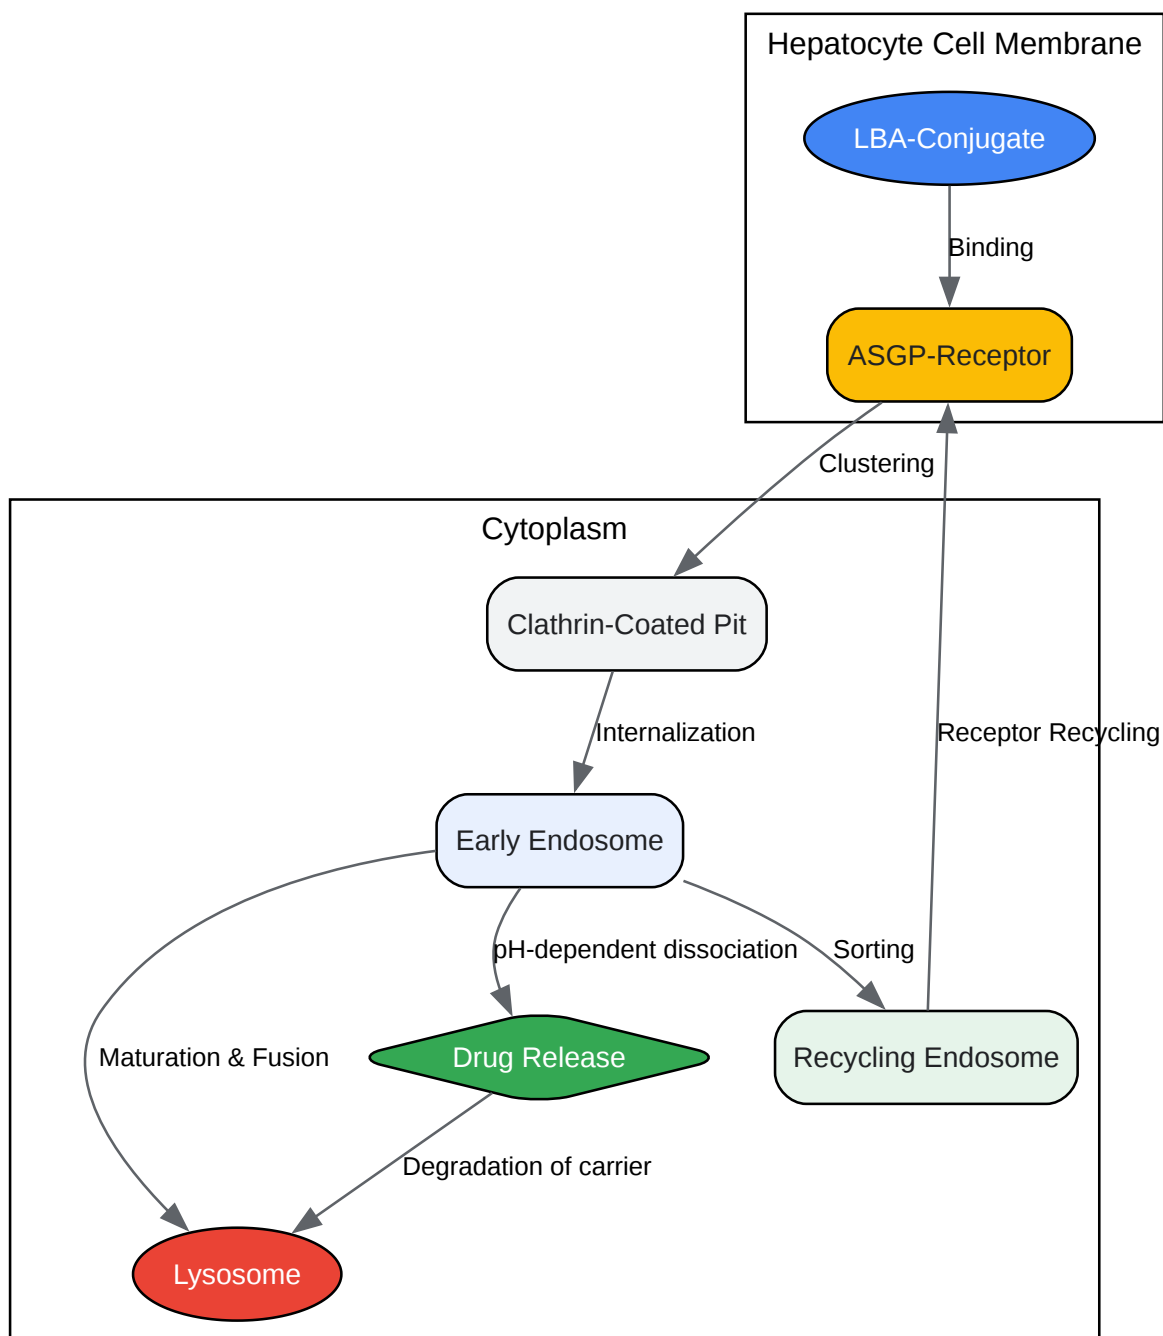 Hepatocyte Cell Membrane
LBA-Conjugate
Binding
ASGP-Receptor
Clustering
Cytoplasm
Clathrin-Coated Pit
Internalization
Receptor Recycling
Early Endosome
pH-dependent dissociation
Sorting
Maturation & Fusion
Drug Release
Recycling Endosome
Degradation of carrier
Lysosome